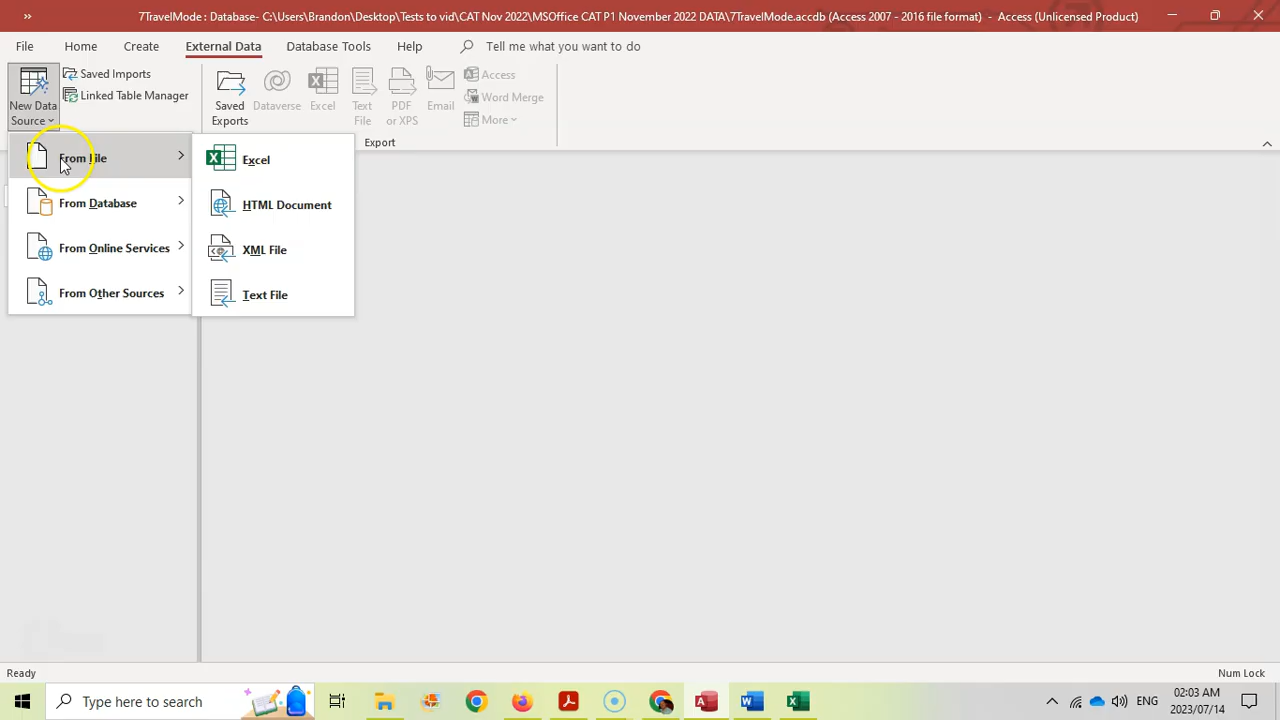 7TravelMode : Database- C:\Users\Brandon\Desktop\Tests to vid\CAT Nov 2022\MSOffice CAT P1 November 2022 DATA\7TravelMode.accdb (Access 2007 - 2016 file format) - Access (Unlicensed Product)
File Home Create External Data Database Tools Help Tell me what you want to do
New Data Source
Saved Imports
Linked Table Manager
Saved Exports
Dataverse
Excel
Text File
PDF or XPS
Email
Access
Word Merge
More
Export
From File
From Database
From Online Services
From Other Sources
Excel
HTML Document
XML File
Text File
Ready
Num Lock
Type here to search
ENG
02:03 AM
2023/07/14